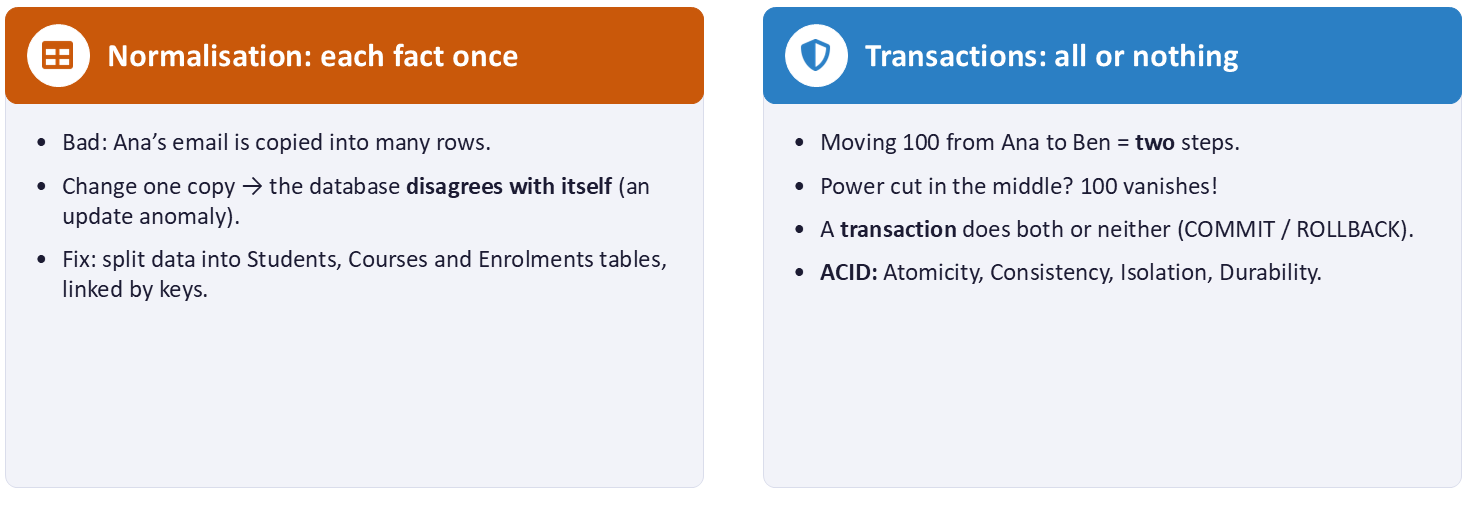 Normalisation: each fact once
• Bad: Ana’s email is copied into many rows.
• Change one copy → the database disagrees with itself (an
update anomaly).
• Fix: split data into Students, Courses and Enrolments tables,
linked by keys.
Transactions: all or nothing
• Moving 100 from Ana to Ben = two steps.
• Power cut in the middle? 100 vanishes!
• A transaction does both or neither (COMMIT / ROLLBACK).
• ACID: Atomicity, Consistency, Isolation, Durability.